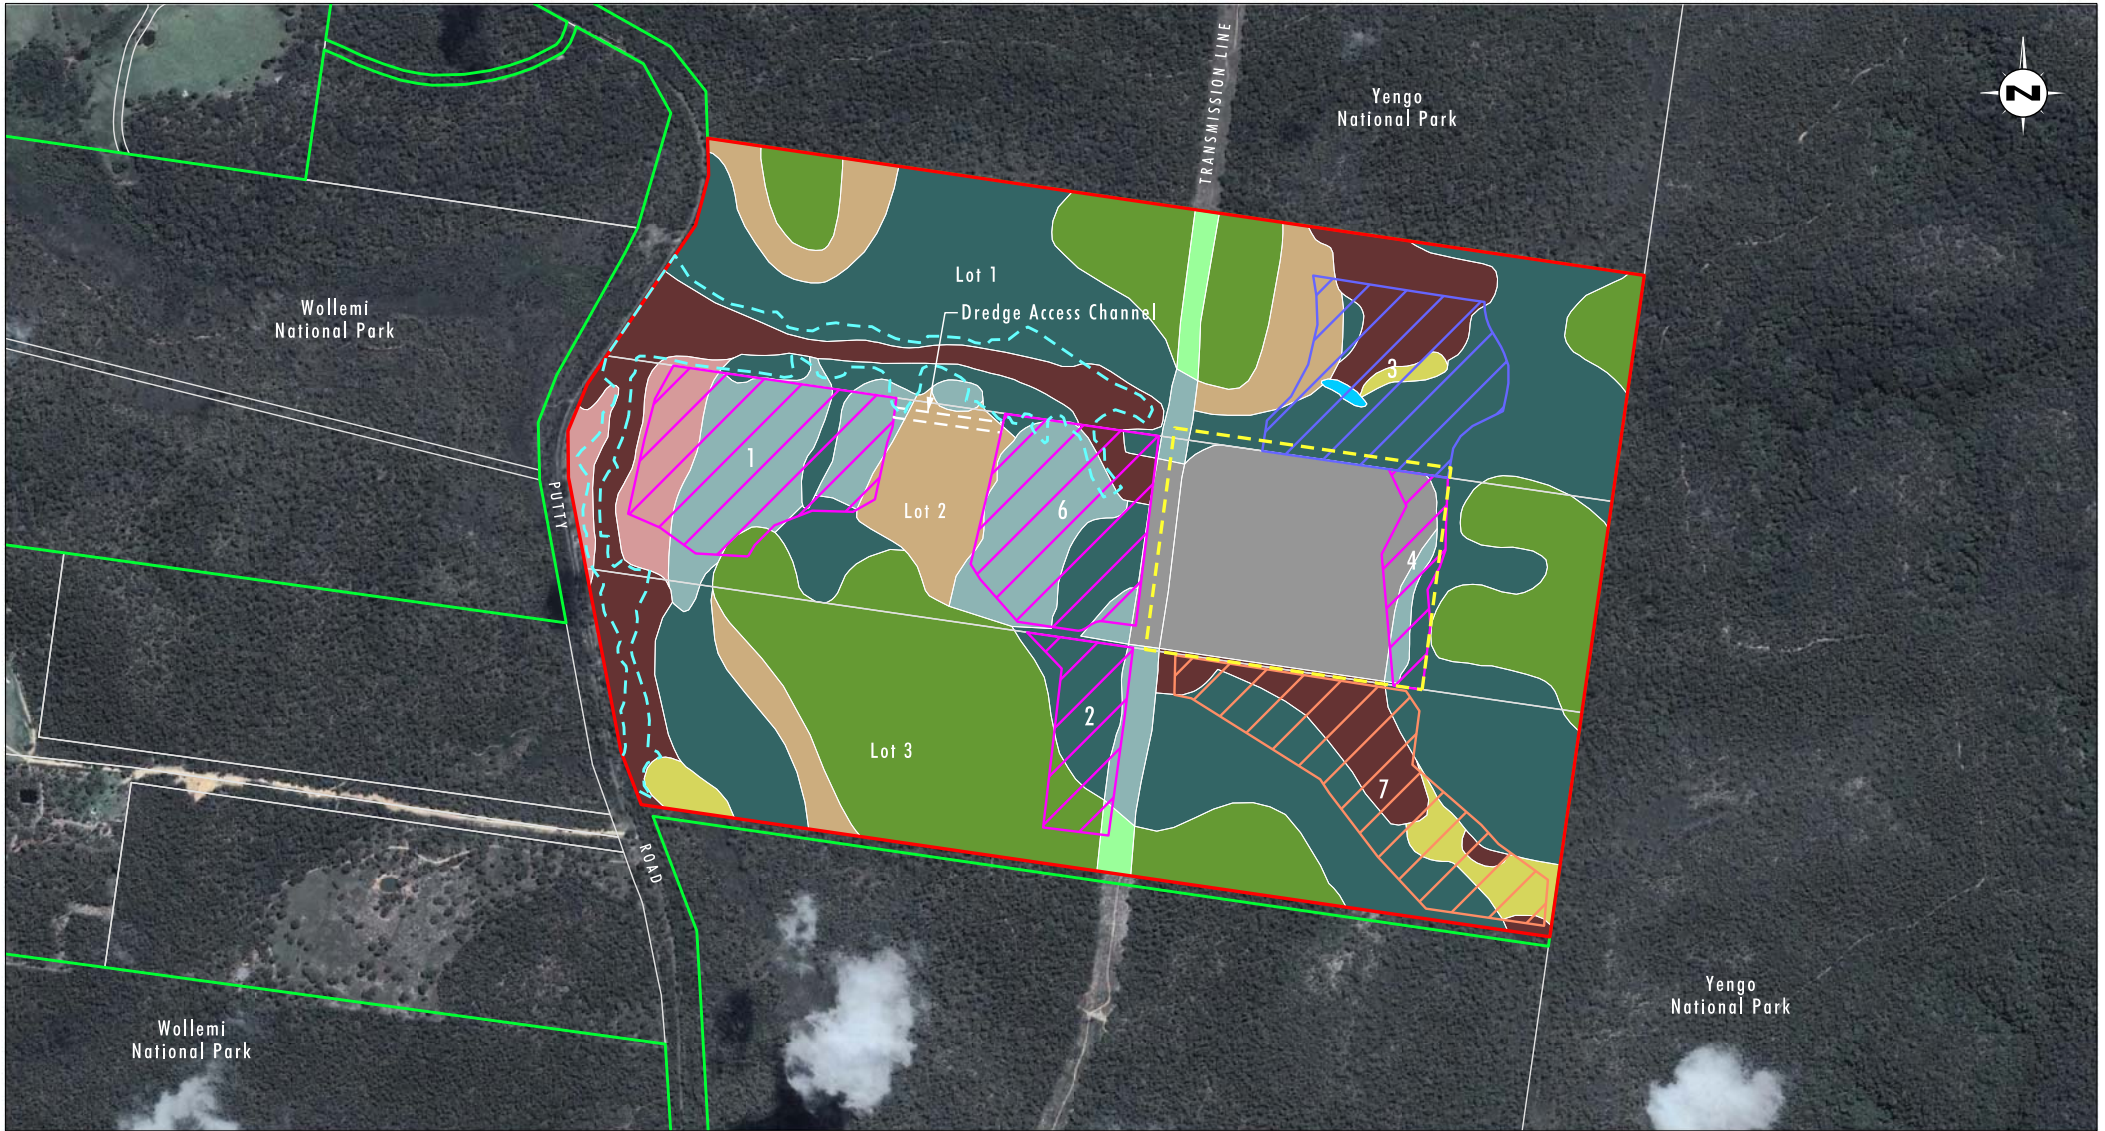 TRANSMISSION LINE
Yengo
National Park
N
Lot 1
Wollemi
National Park
Dredge Access Channel
3
1
PUTTY
Lot 2
6
4
2
Lot 3
7
ROAD
Yengo
National Park
Wollemi
National Park